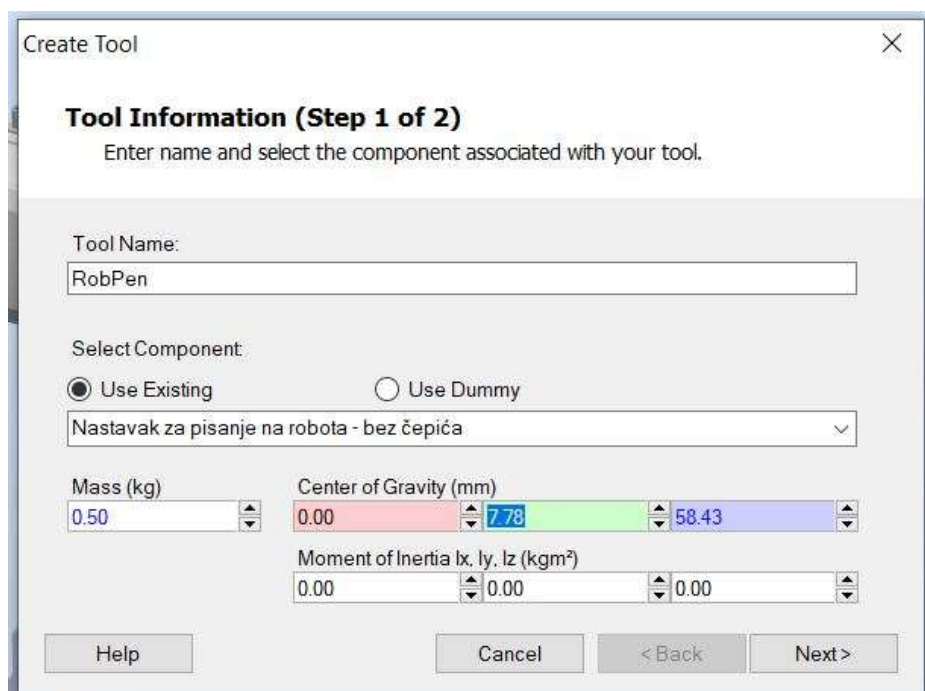 Create Tool
Tool Information (Step 1 of 2)
Enter name and select the component associated with your tool.
Tool Name:
RobPen
Select Component:
Use Existing Use Dummy
Nastavak za pisanje na robota - bez čepića
Mass (kg) Center of Gravity (mm)
0.50 0.00 7.78 58.43
Moment of Inertia Ix, Iy, Iz (kgm²)
0.00 0.00 0.00
Help Cancel <Back Next>